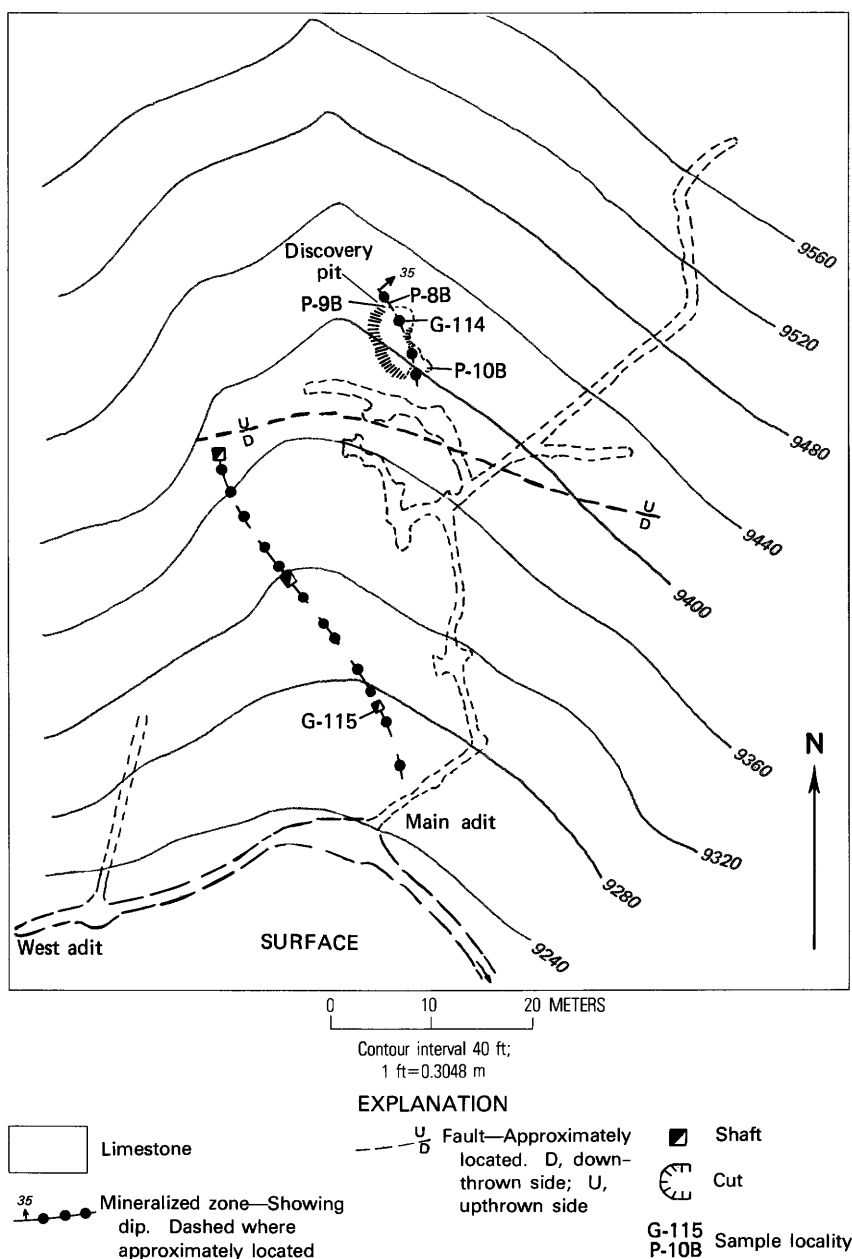 9560
9520
9480
9440
9400
9360
9320
9280
9240
Discovery
pit
35
P-9B
P-8B
G-114
P-10B
U
D
U
D
G-115
Main adit
West adit
SURFACE
N
0 10 20 METERS
Contour interval 40 ft;
1 ft=0.3048 m
EXPLANATION
Limestone
35
Mineralized zone—Showing
dip. Dashed where
approximately located
U
D
Fault—Approximately
located. D, down-
thrown side; U,
upthrown side
Shaft
Cut
G-115
P-10B
Sample locality